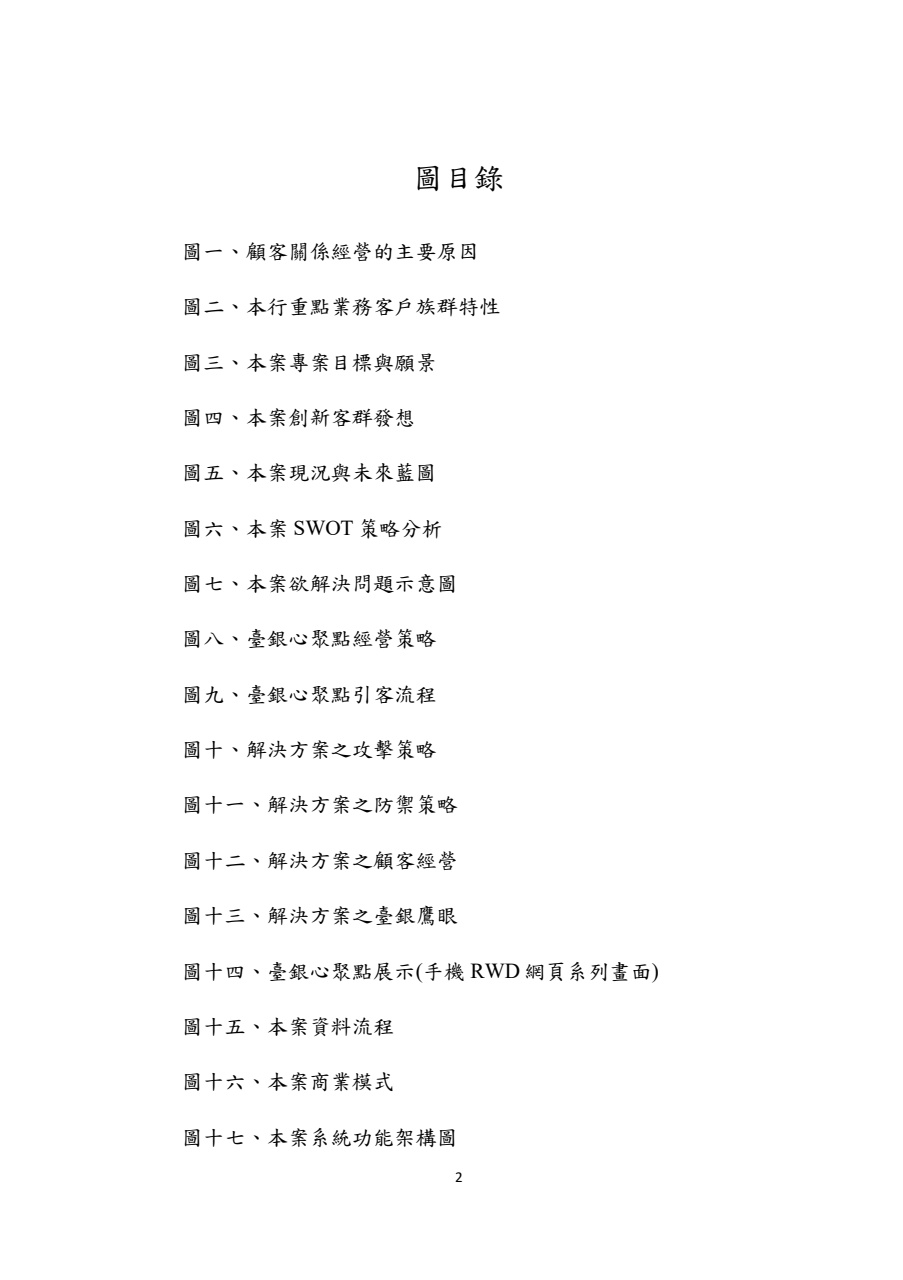 圖目錄
圖一、顧客關係經營的主要原因
圖二、本行重點業務客戶族群特性
圖三、本案專案目標與願景
圖四、本案創新客群發想
圖五、本案現況與未來藍圖
圖六、本案 SWOT 策略分析
圖七、本案欲解決問題示意圖
圖八、臺銀心聚點經營策略
圖九、臺銀心聚點引客流程
圖十、解決方案之攻擊策略
圖十一、解決方案之防禦策略
圖十二、解決方案之顧客經營
圖十三、解決方案之臺銀鷹眼
圖十四、臺銀心聚點展示(手機 RWD 網頁系列畫面)
圖十五、本案資料流程
圖十六、本案商業模式
圖十七、本案系統功能架構圖
2